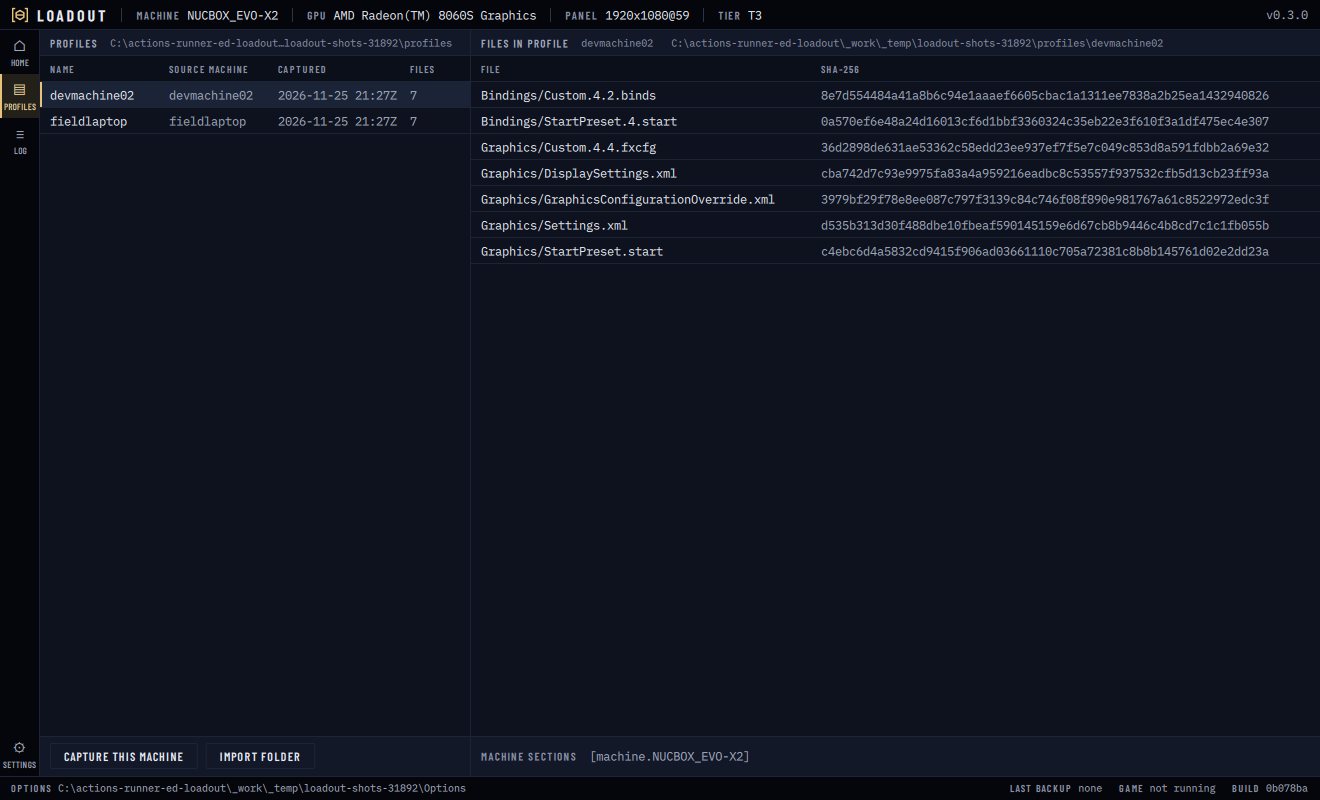 LOADOUT MACHINE NUCBOX_EVO-X2 GPU AMD Radeon(TM) 8060S Graphics PANEL 1920x1080@59 TIER T3 v0.3.0
HOME
PROFILES
LOG
SETTINGS
PROFILES C:\actions-runner-ed-loadout…loadout-shots-31892\profiles
NAME SOURCE MACHINE CAPTURED FILES
devmachine02 devmachine02 2026-11-25 21:27Z 7
fieldlaptop fieldlaptop 2026-11-25 21:27Z 7
CAPTURE THIS MACHINE IMPORT FOLDER
FILES IN PROFILE devmachine02 C:\actions-runner-ed-loadout\_work\_temp\loadout-shots-31892\profiles\devmachine02
FILE SHA-256
Bindings/Custom.4.2.binds 8e7d554484a41a8b6c94e1aaaef6605cbac1a1311ee7838a2b25ea1432940826
Bindings/StartPreset.4.start 0a570ef6e48a24d16013cf6d1bbf3360324c35eb22e3f610f3a1df475ec4e307
Graphics/Custom.4.4.fxcfg 36d2898de631ae53362c58edd23ee937ef7f5e7c049c853d8a591fdbb2a69e32
Graphics/DisplaySettings.xml cba742d7c93e9975fa83a4a959216eadbc8c53557f937532cfb5d13cb23ff93a
Graphics/GraphicsConfigurationOverride.xml 3979bf29f78e8ee087c797f3139c84c746f08f890e981767a61c8522972edc3f
Graphics/Settings.xml d535b313d30f488dbe10fbeaf590145159e6d67cb8b9446c4b8cd7c1c1fb055b
Graphics/StartPreset.start c4ebc6d4a5832cd9415f906ad03661110c705a72381c8b8b145761d02e2dd23a
MACHINE SECTIONS [machine.NUCBOX_EVO-X2]
OPTIONS C:\actions-runner-ed-loadout\_work\_temp\loadout-shots-31892\Options LAST BACKUP none GAME not running BUILD 0b078ba